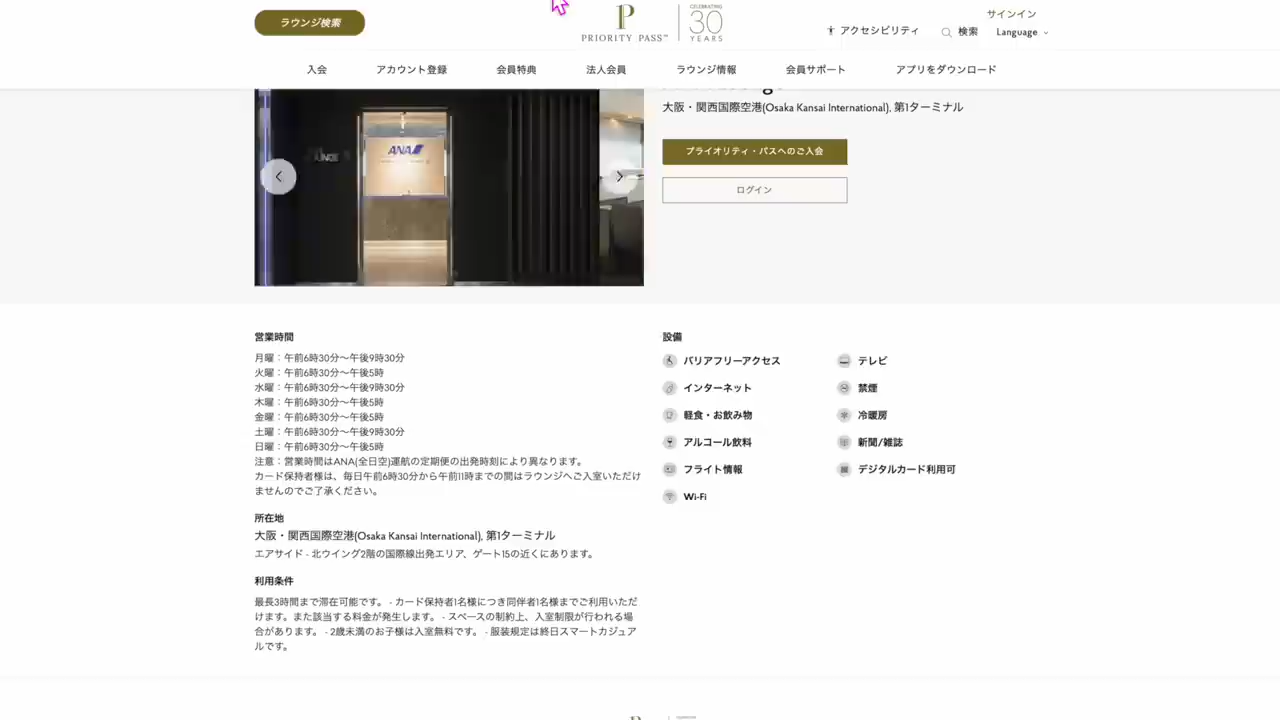 ラウンジ検索
PRIORITY PASS™
CELEBRATING
30
YEARS
サインイン
アクセシビリティ
検索
Language
入会
アカウント登録
会員特典
法人会員
ラウンジ情報
会員サポート
アプリをダウンロード
ANA
大阪・関西国際空港(Osaka Kansai International), 第1ターミナル
プライオリティ・パスへのご入会
ログイン
営業時間
月曜：午前6時30分～午後9時30分
火曜：午前6時30分～午後5時
水曜：午前6時30分～午後9時30分
木曜：午前6時30分～午後5時
金曜：午前6時30分～午後5時
土曜：午前6時30分～午後9時30分
日曜：午前6時30分～午後5時
注意：営業時間はANA(全日空)運航の定期便の出発時刻により異なります。
カード保持者様は、毎日午前6時30分から午前11時までの間はラウンジへご入室いただけ
ませんのでご了承ください。
所在地
大阪・関西国際空港(Osaka Kansai International), 第1ターミナル
エアサイド - 北ウイング2階の国際線出発エリア、ゲート15の近くにあります。
利用条件
最長3時間まで滞在可能です。 - カード保持者1名様につき同伴者1名様までご利用いただ
けます。また該当する料金が発生します。 - スペースの制約上、入室制限が行われる場
合があります。 - 2歳未満のお子様は入室無料です。 - 服装規定は終日スマートカジュア
ルです。
設備
バリアフリーアクセス
テレビ
インターネット
禁煙
軽食・お飲み物
冷暖房
アルコール飲料
新聞/雑誌
フライト情報
デジタルカード利用可
Wi-Fi